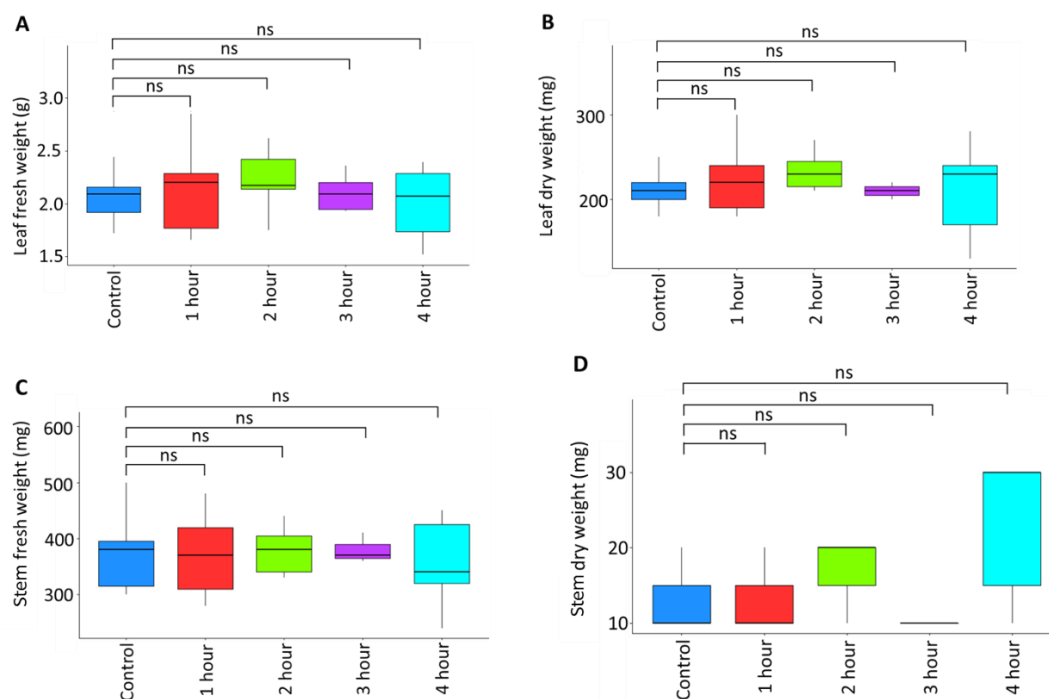 A
ns
ns
ns
ns
Leaf fresh weight (g)
3.0
2.5
2.0
1.5
Control
1 hour
2 hour
3 hour
4 hour
B
ns
ns
ns
ns
Leaf dry weight (mg)
300
200
Control
1 hour
2 hour
3 hour
4 hour
C
ns
ns
ns
ns
Stem fresh weight (mg)
600
500
400
300
Control
1 hour
2 hour
3 hour
4 hour
D
ns
ns
ns
ns
Stem dry weight (mg)
30
20
10
Control
1 hour
2 hour
3 hour
4 hour